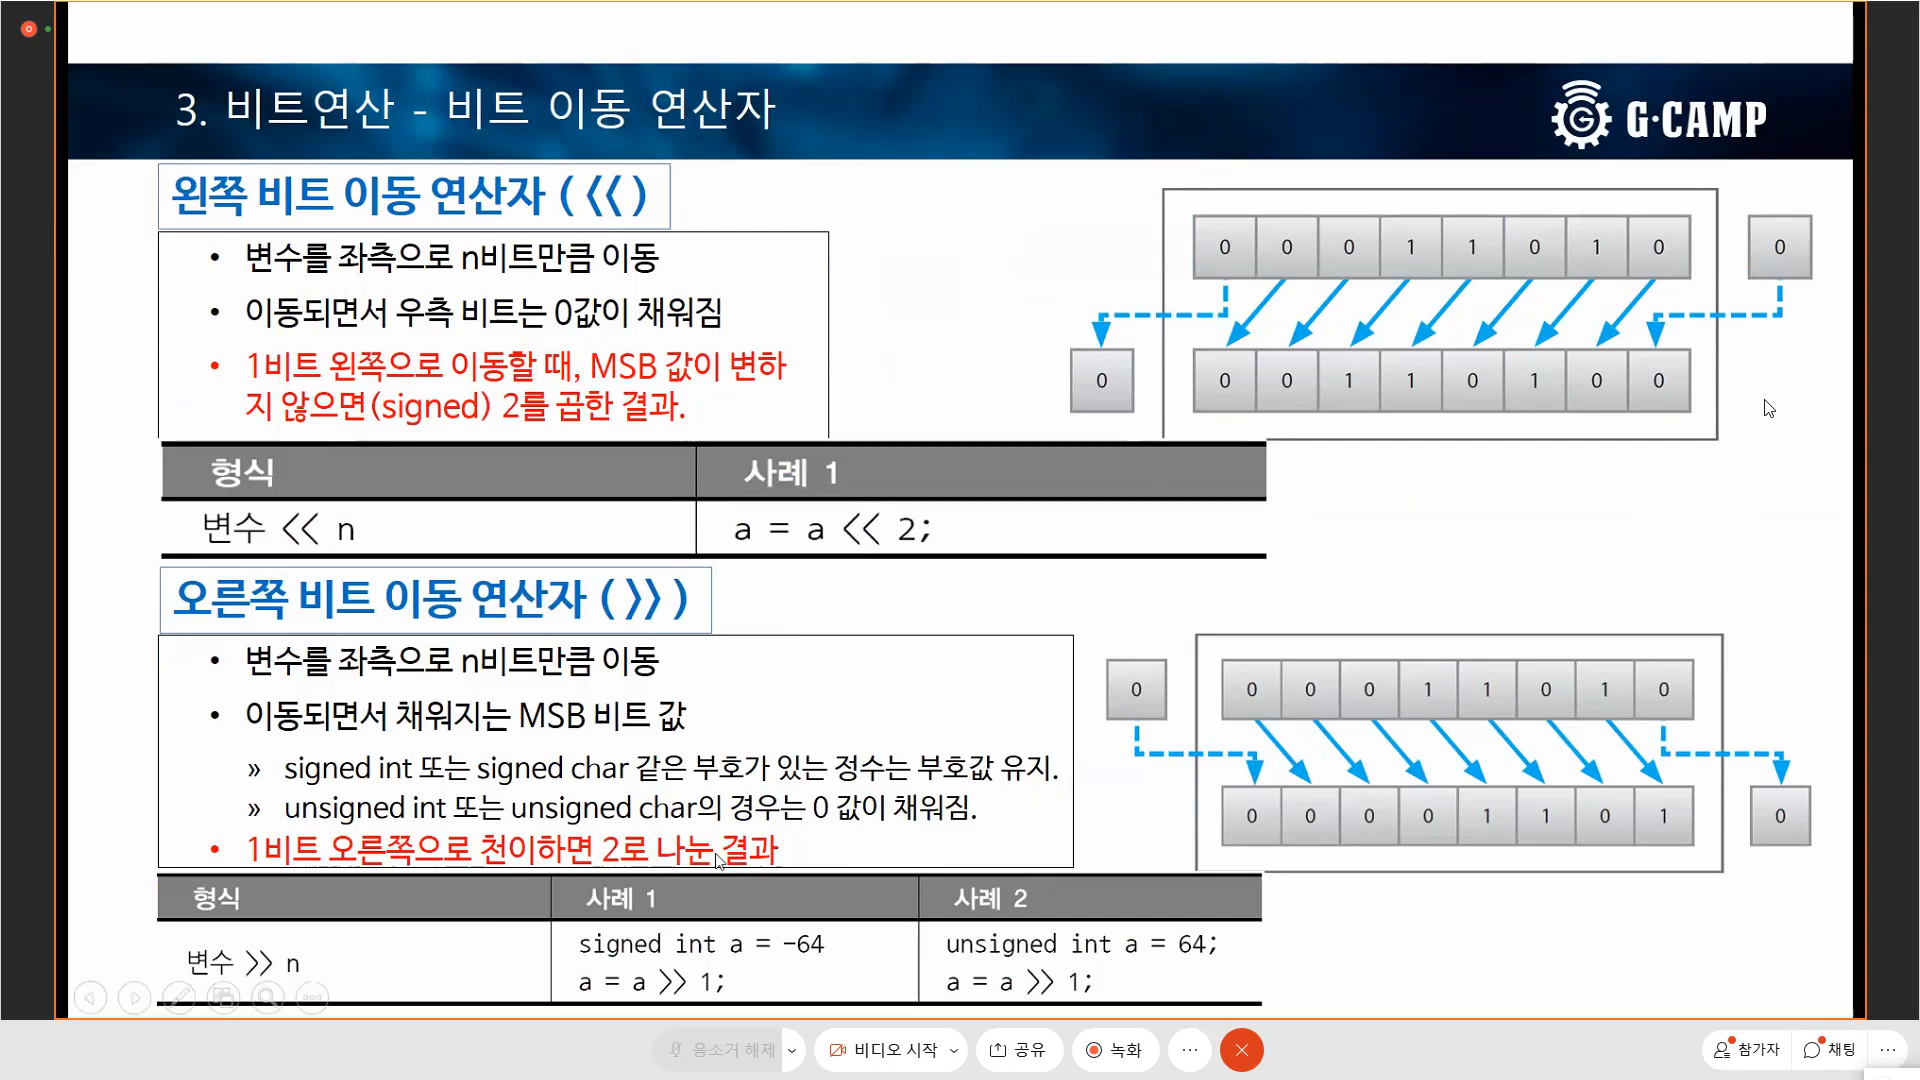 3. 비트연산 - 비트 이동 연산자
G·CAMP
왼쪽 비트 이동 연산자 (<<)
• 변수를 좌측으로 n비트만큼 이동
• 이동되면서 우측 비트는 0값이 채워짐
• 1비트 왼쪽으로 이동할 때, MSB 값이 변하
지 않으면(signed) 2를 곱한 결과.
0 0 0 1 1 0 1 0 0
0 0 0 1 1 0 1 0 0
형식 사례 1
변수 << n a = a << 2;
오른쪽 비트 이동 연산자 (>>)
• 변수를 좌측으로 n비트만큼 이동
• 이동되면서 채워지는 MSB 비트 값
» signed int 또는 signed char 같은 부호가 있는 정수는 부호값 유지.
» unsigned int 또는 unsigned char의 경우는 0 값이 채워짐.
• 1비트 오른쪽으로 천이하면 2로 나눈 결과
0 0 0 0 1 1 0 1 0
0 0 0 0 1 1 0 1 0
형식 사례 1 사례 2
변수 >> n
signed int a = -64
a = a >> 1;
unsigned int a = 64;
a = a >> 1;
음소거 해제 비디오 시작 공유 녹화 참가자 채팅